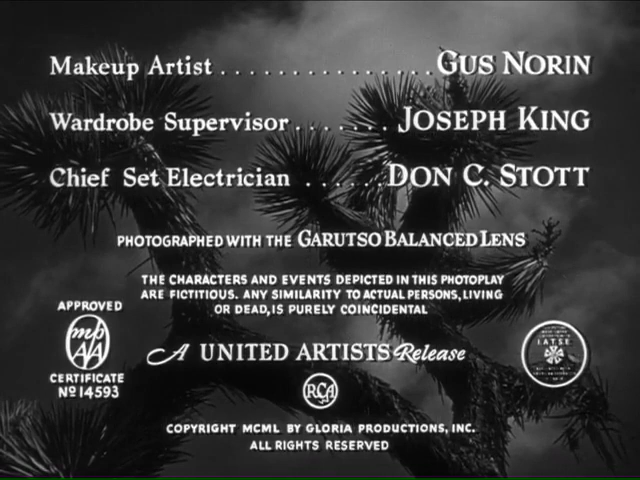 Makeup Artist . . . . . . . . . . . . . . . . GUS NORIN
Wardrobe Supervisor . . . . . . . JOSEPH KING
Chief Set Electrician . . . . . . DON C. STOTT
PHOTOGRAPHED WITH THE GARUTSO BALANCED LENS
THE CHARACTERS AND EVENTS DEPICTED IN THIS PHOTOPLAY
ARE FICTITIOUS. ANY SIMILARITY TO ACTUAL PERSONS, LIVING
OR DEAD, IS PURELY COINCIDENTAL
APPROVED
MPAA
CERTIFICATE
No 14593
A UNITED ARTISTS Release
I.A.T.S.E.
RCA
COPYRIGHT MCML BY GLORIA PRODUCTIONS, INC.
ALL RIGHTS RESERVED